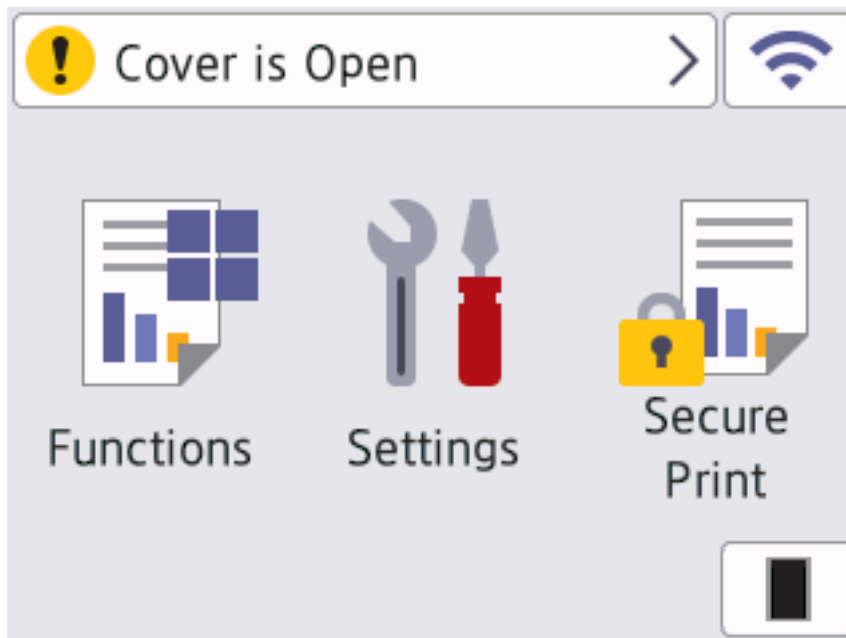 Cover is Open
Functions
Settings
Secure
Print